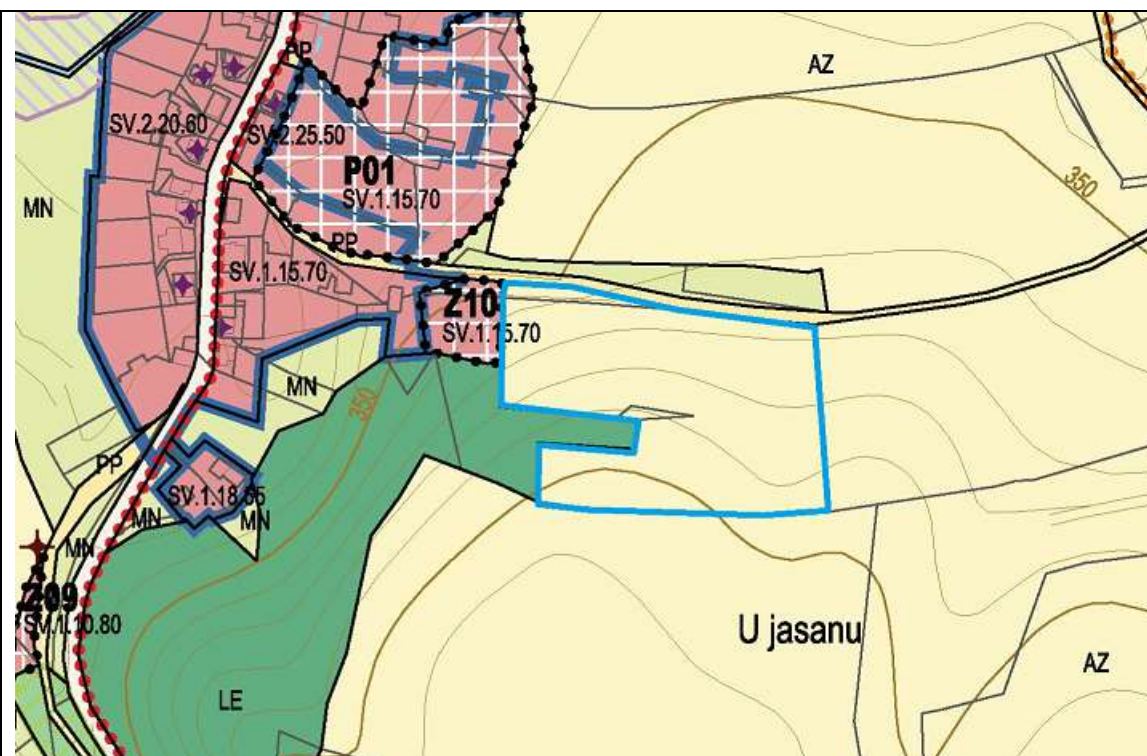 PP
AZ
SV.2.20.60
SV.2.25.50
P01
SV.1.15.70
350
MN
PP
SV.1.15.70
Z10
SV.1.15.70
MN
350
PP
SV.1.18.55
MN
MN
MN
Z09
SV.1.10.80
U jasanu
AZ
LE